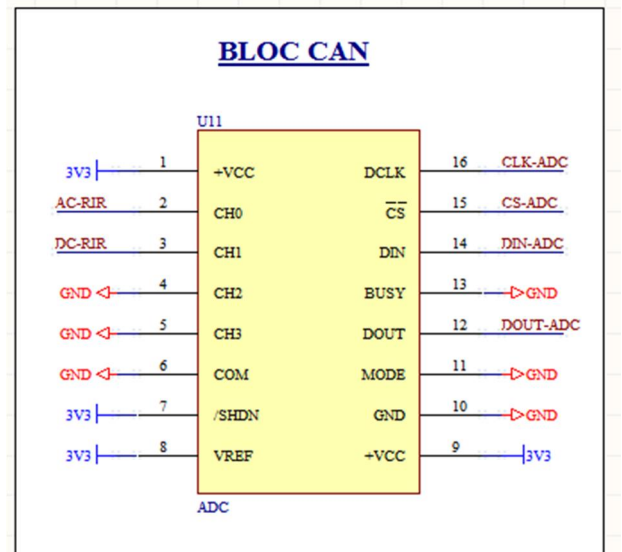 BLOC CAN
U11
3V3 1 +VCC DCLK 16 CLK-ADC
AC-RIR 2 CH0 CS 15 CS-ADC
DC-RIR 3 CH1 DIN 14 DIN-ADC
GND 4 CH2 BUSY 13 GND
GND 5 CH3 DOUT 12 DOUT-ADC
GND 6 COM MODE 11 GND
3V3 7 /SHDN GND 10 GND
3V3 8 VREF +VCC 9 3V3
ADC